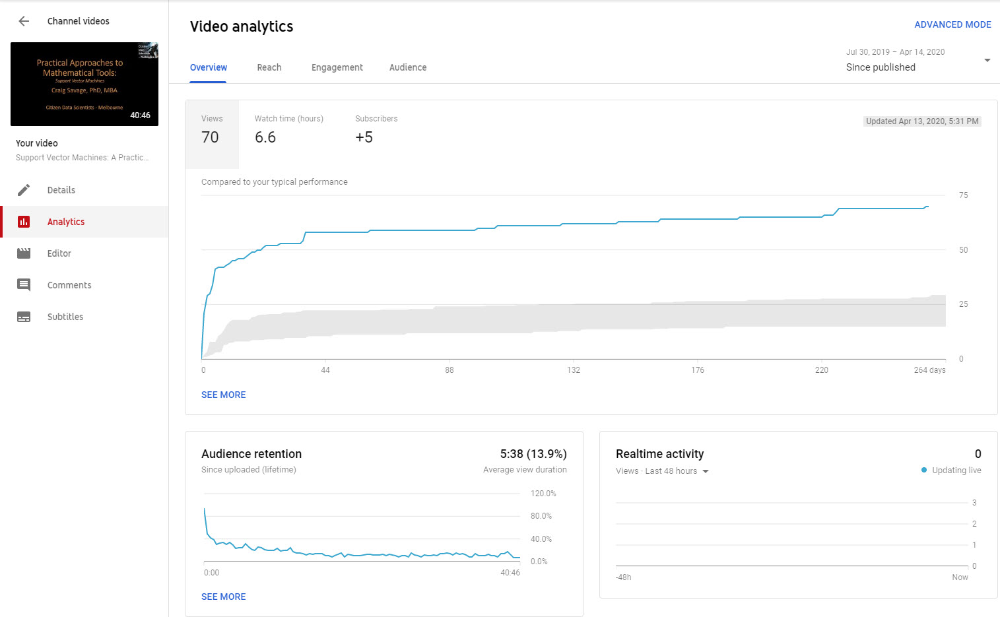 Channel videos
Practical Approaches to
Mathematical Tools:
Support Vector Machines
Craig Savage, PhD, MBA
Citizen Data Scientists - Melbourne
Citizen
Data
Scientists
- Melbourne
40:46
Your video
Support Vector Machines: A Practic...
Details
Analytics
Editor
Comments
Subtitles
Video analytics
ADVANCED MODE
Overview Reach Engagement Audience
Jul 30, 2019 – Apr 14, 2020
Since published
Views Watch time (hours) Subscribers
70 6.6 +5
Updated Apr 13, 2020, 5:31 PM
Compared to your typical performance
75
50
25
0
0 44 88 132 176 220 264 days
SEE MORE
Audience retention 5:38 (13.9%)
Since uploaded (lifetime) Average view duration
120.0%
80.0%
40.0%
0.0%
0:00 40:46
SEE MORE
Realtime activity 0
Views · Last 48 hours Updating live
3
2
1
0
-48h Now